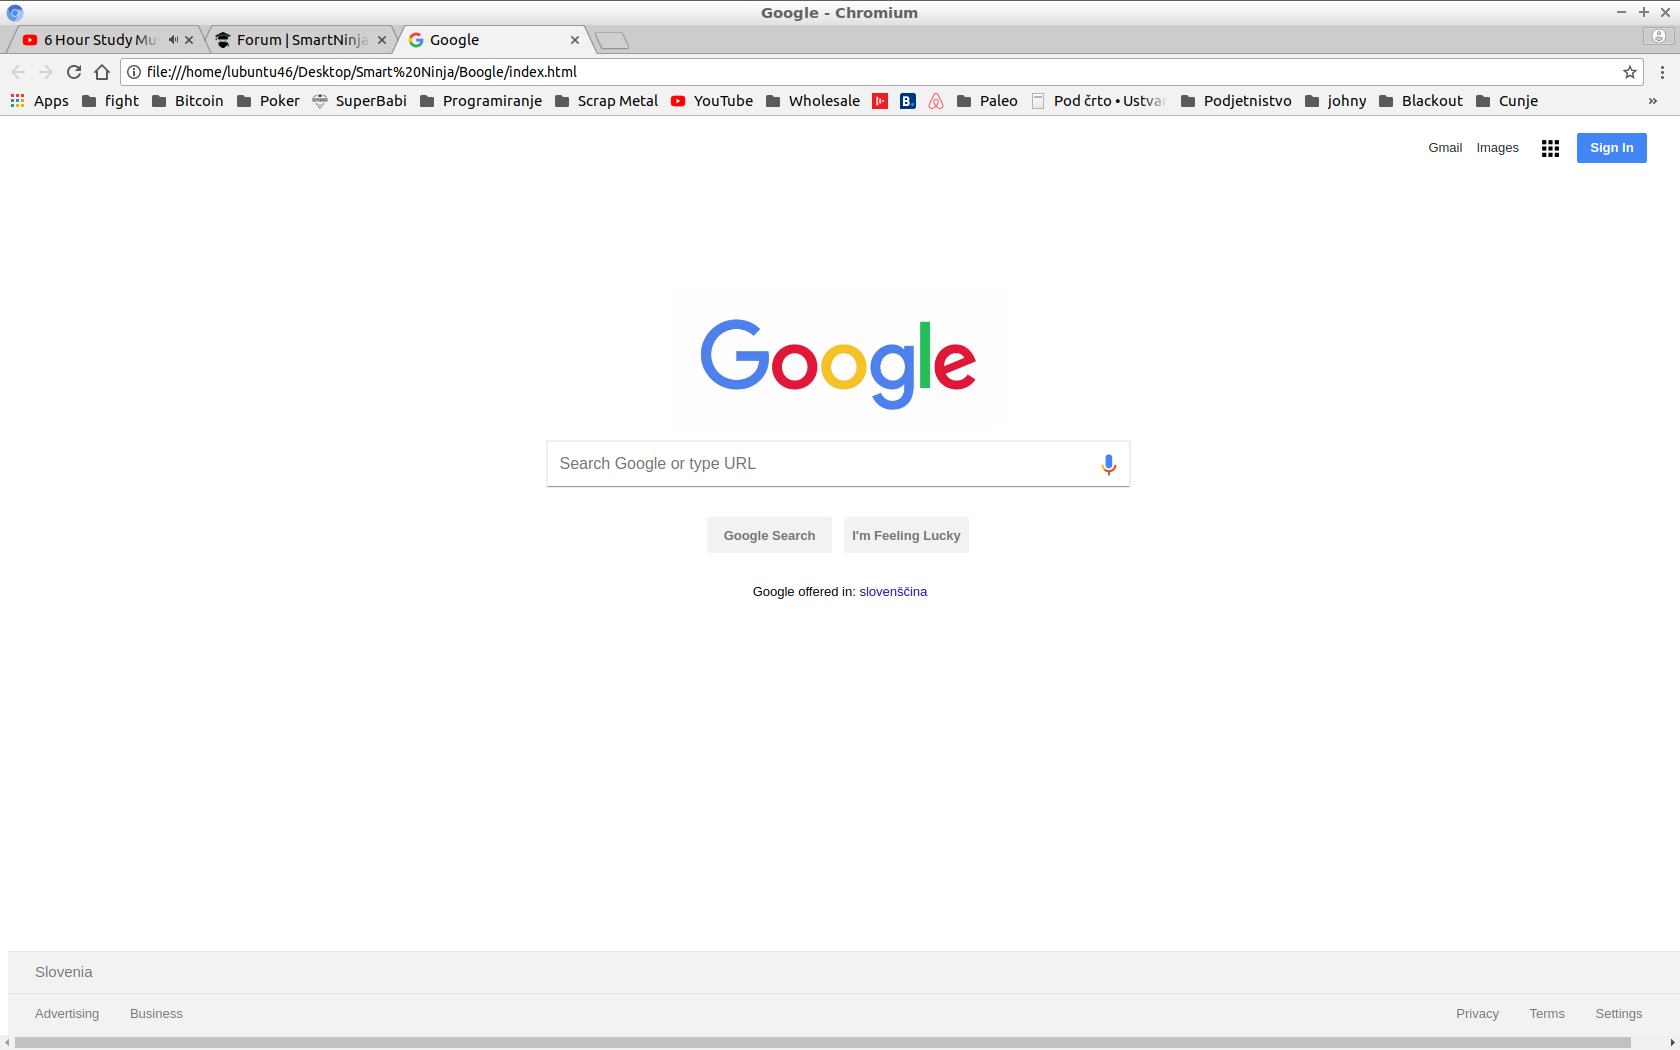 Google - Chromium
6 Hour Study Mu
Forum | SmartNinja
Google
file:///home/lubuntu46/Desktop/Smart%20Ninja/Boogle/index.html
Apps fight Bitcoin Poker SuperBabi Programiranje Scrap Metal YouTube Wholesale B. Paleo Pod črto • Ustvar Podjetnistvo johny Blackout Cunje »
Gmail Images Sign In
Google
Search Google or type URL
Google Search I'm Feeling Lucky
Google offered in: slovenščina
Slovenia
Advertising Business Privacy Terms Settings